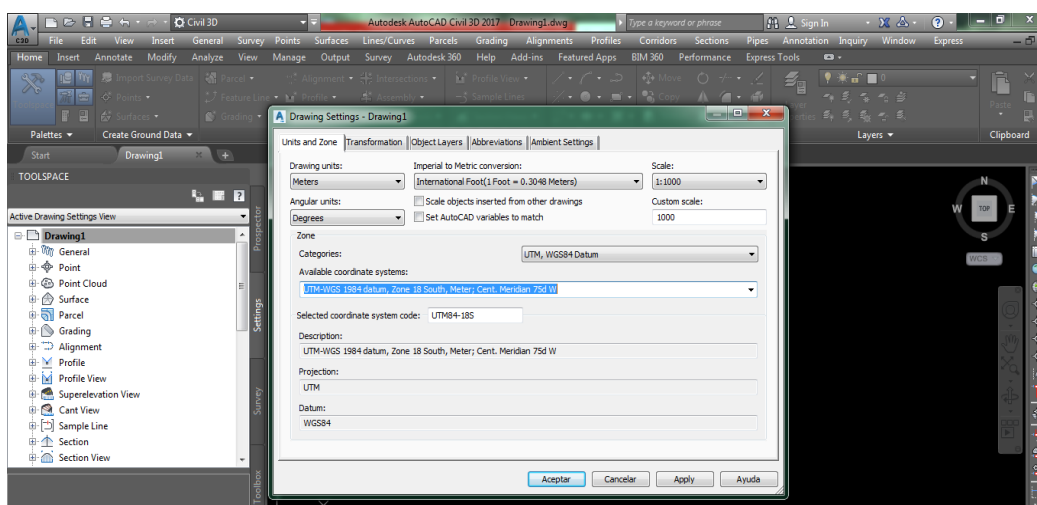 Civil 3D
Autodesk AutoCAD Civil 3D 2017 Drawing1.dwg
Type a keyword or phrase
Sign In
C3D
File Edit View Insert General Survey Points Surfaces Lines/Curves Parcels Grading Alignments Profiles Corridors Sections Pipes Annotation Inquiry Window Express
Home Insert Annotate Modify Analyze View Manage Output Survey Autodesk 360 Help Add-ins Featured Apps BIM 360 Performance Express Tools
Import Survey Data Parcel Alignment Intersections Profile View Move
Points Feature Line Profile Assembly Sample Lines Copy
Surfaces Grading
Paste
Palettes Create Ground Data Layers Clipboard
Start Drawing1
TOOLSPACE
Active Drawing Settings View
Drawing1
General
Point
Point Cloud
Surface
Parcel
Grading
Alignment
Profile
Profile View
Superelevation View
Cant View
Sample Line
Section
Section View
Prospector
Settings
Survey
Toolbox
Drawing Settings - Drawing1
Units and Zone Transformation Object Layers Abbreviations Ambient Settings
Drawing units: Imperial to Metric conversion: Scale:
Meters International Foot(1 Foot = 0.3048 Meters) 1:1000
Angular units: Scale objects inserted from other drawings Custom scale:
Degrees Set AutoCAD variables to match 1000
Zone
Categories: UTM, WGS84 Datum
Available coordinate systems:
UTM-WGS 1984 datum, Zone 18 South, Meter; Cent. Meridian 75d W
Selected coordinate system code: UTM84-18S
Description:
UTM-WGS 1984 datum, Zone 18 South, Meter; Cent. Meridian 75d W
Projection:
UTM
Datum:
WGS84
Aceptar Cancelar Apply Ayuda
N
W TOP E
S
WCS